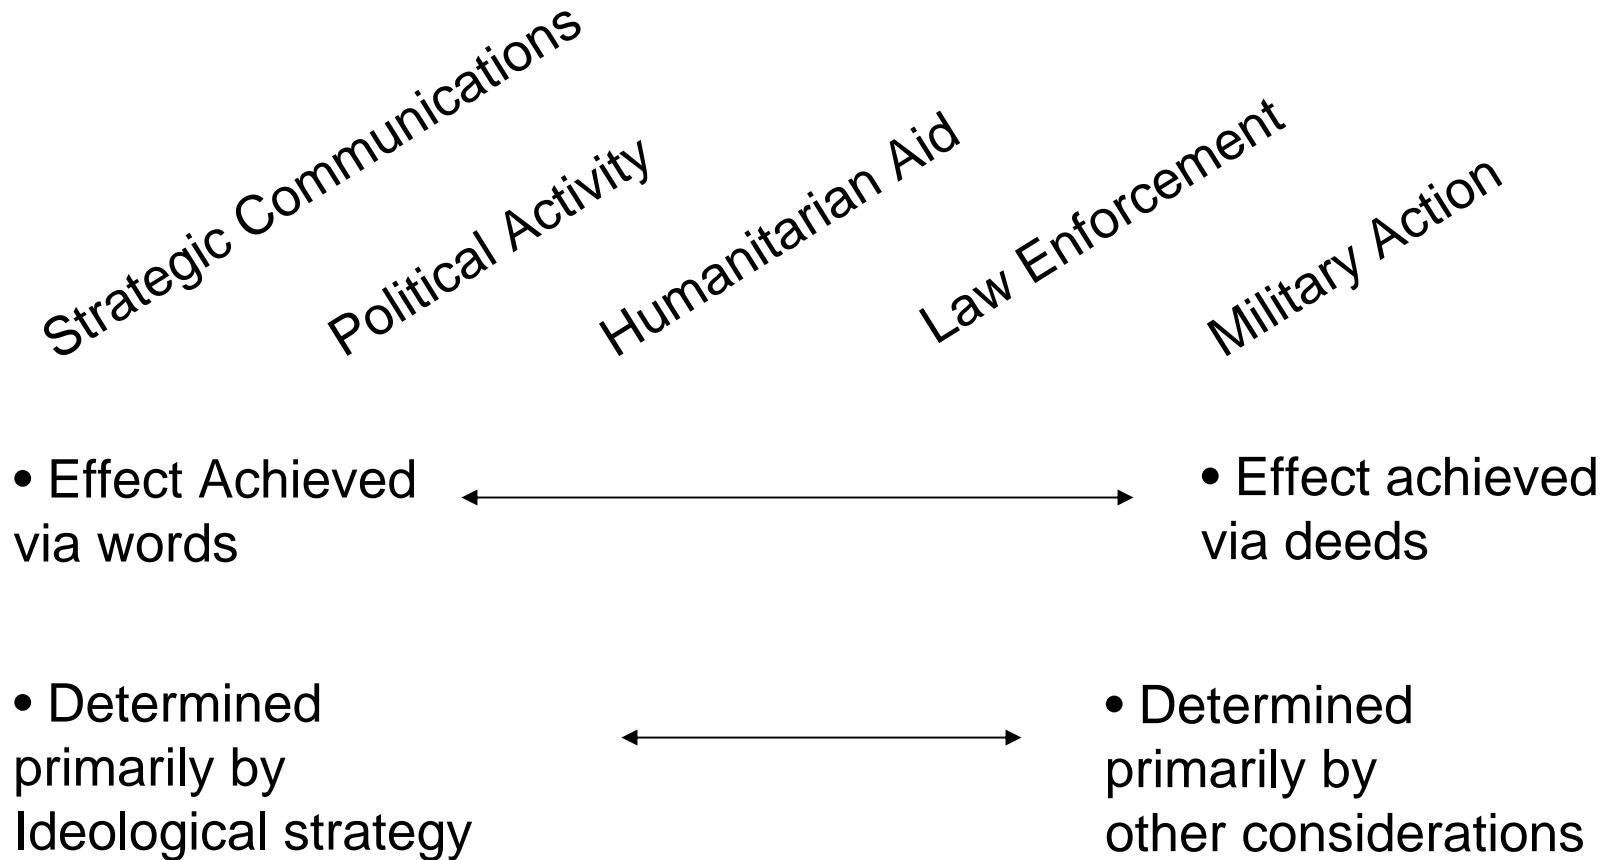 Strategic Communications
Political Activity
Humanitarian Aid
Law Enforcement
Military Action
• Effect Achieved
via words
• Effect achieved
via deeds
• Determined
primarily by
Ideological strategy
• Determined
primarily by
other considerations